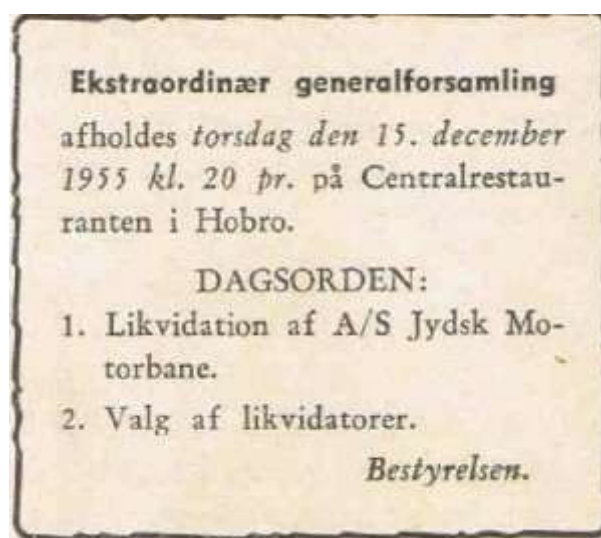 Ekstraordinær generalforsamling
afholdes torsdag den 15. december
1955 kl. 20 pr. på Centralrestau-
ranten i Hobro.
DAGSORDEN:
1. Likvidation af A/S Jydsk Mo-
torbane.
2. Valg af likvidatorer.
Bestyrelsen.